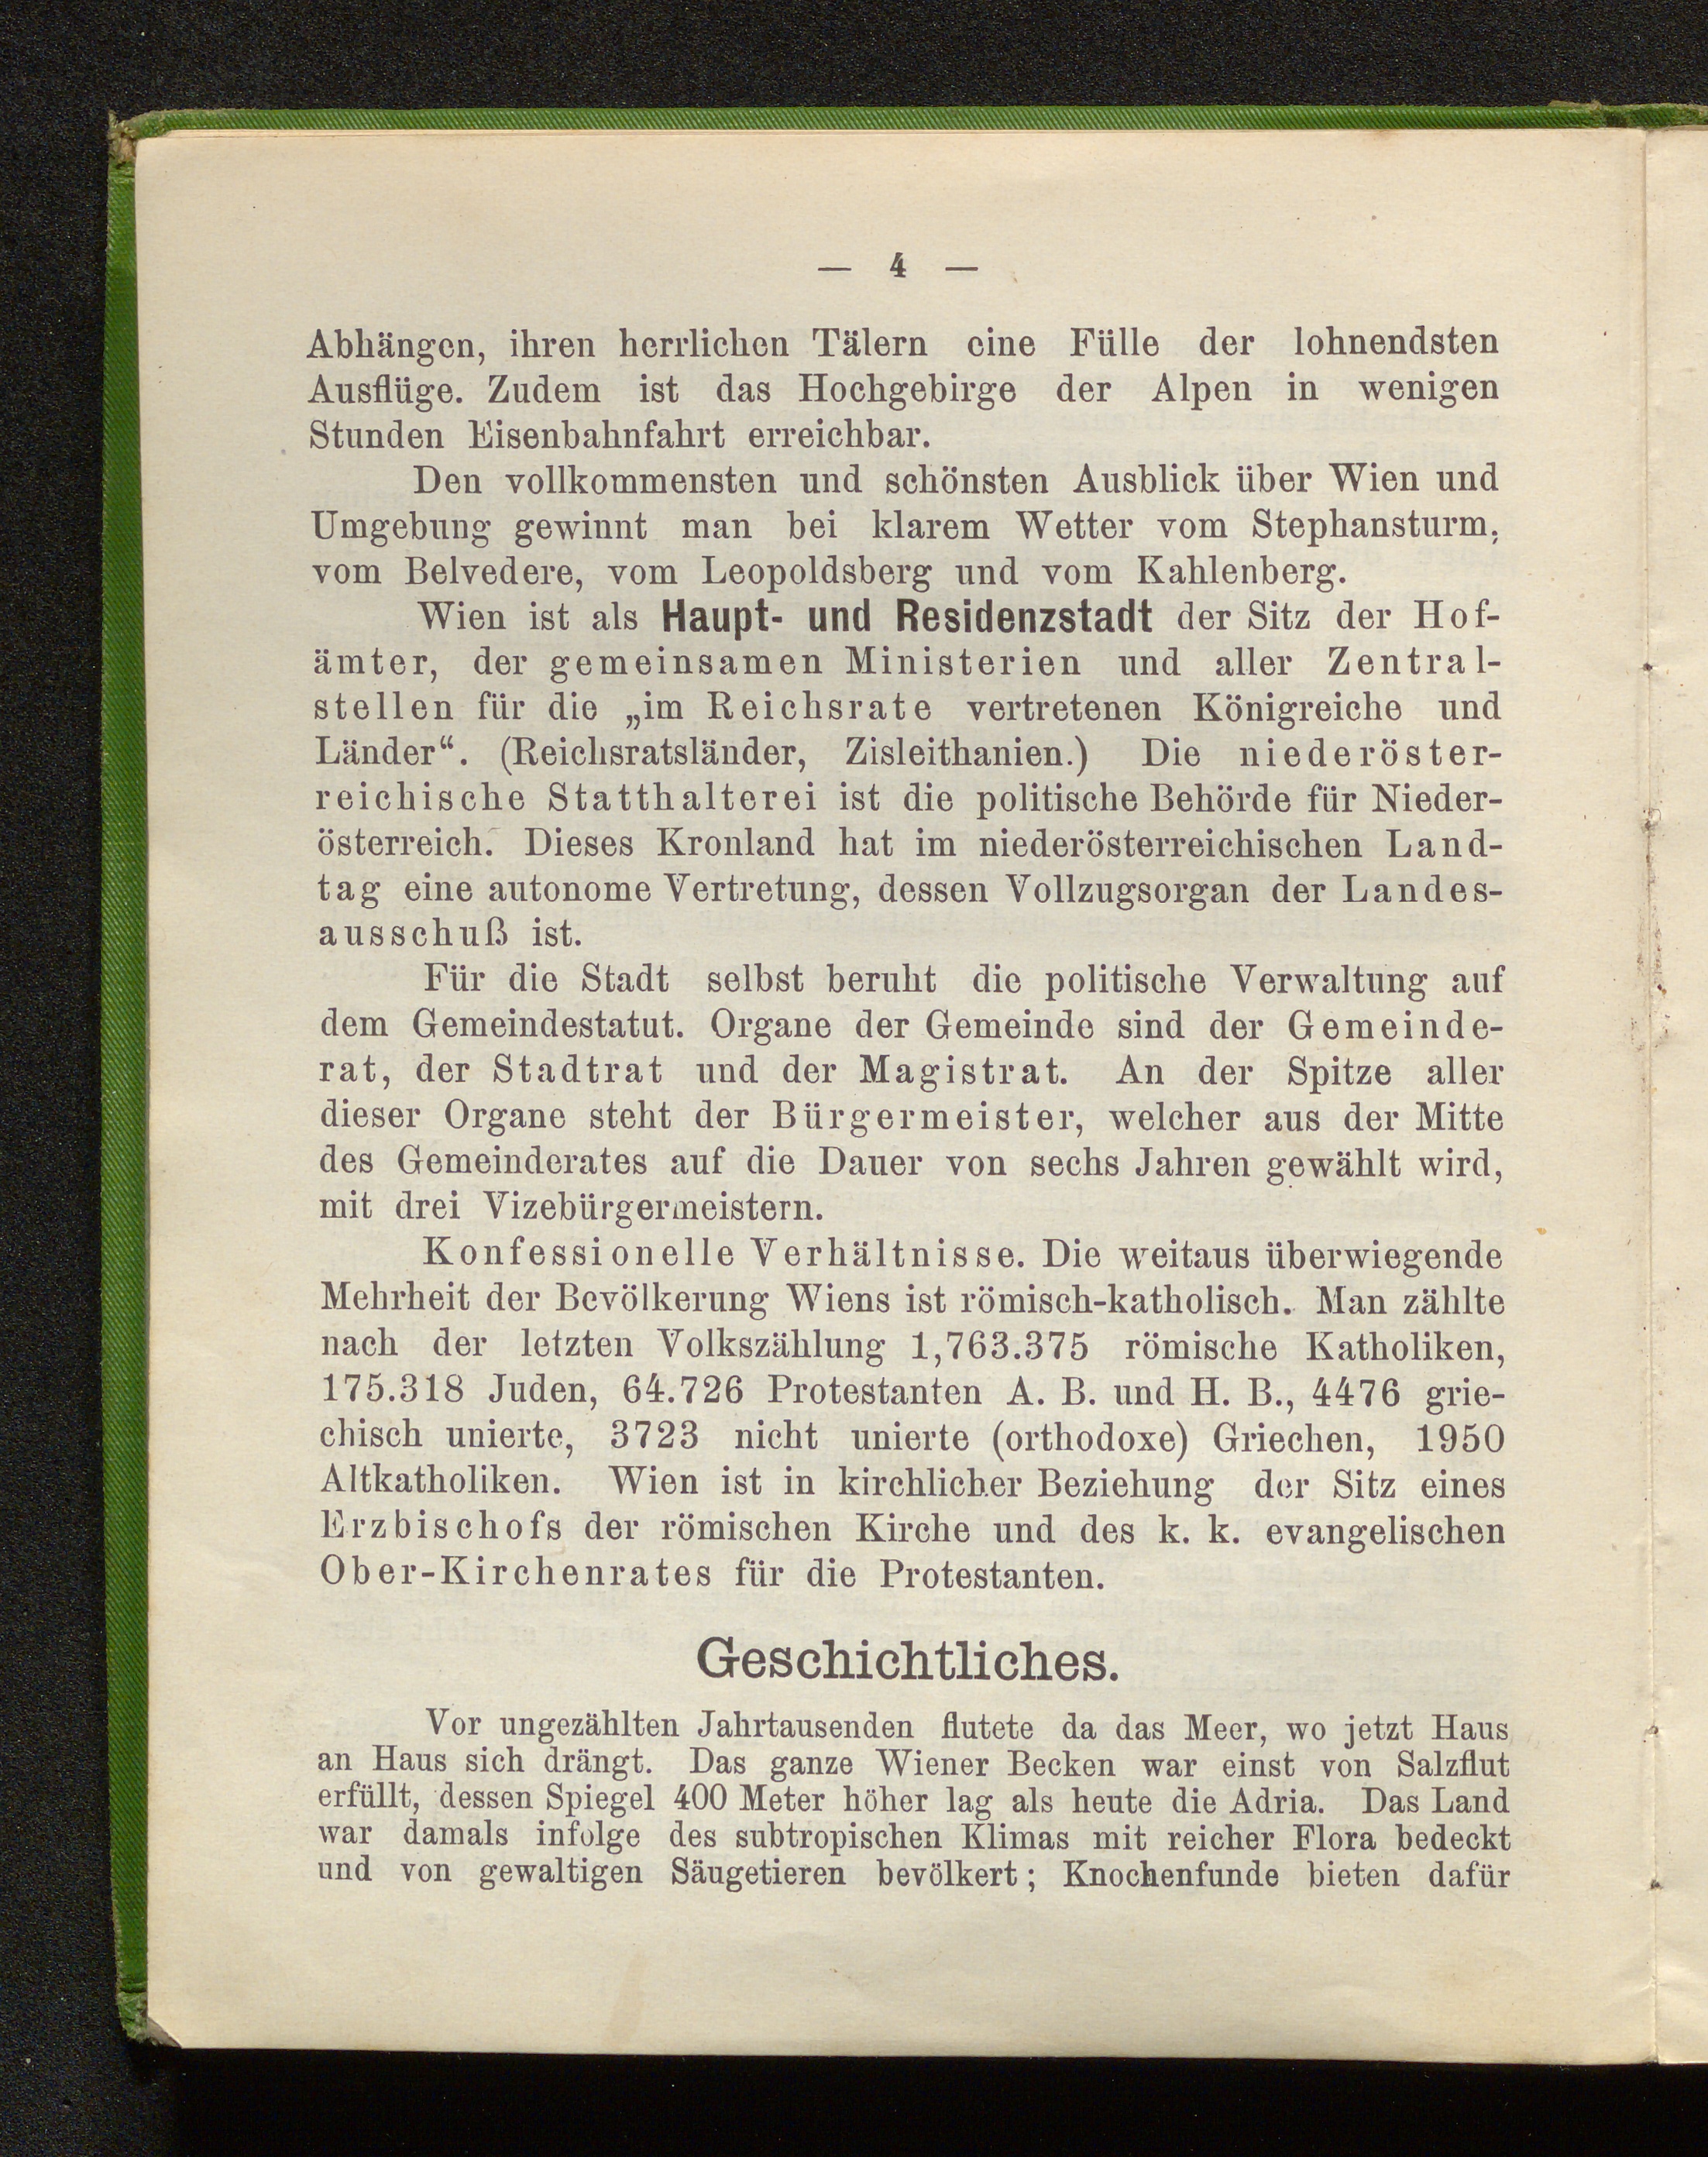 — 4 —
Abhängen, ihren herrlichen Tälern eine Fülle der lohnendsten
Ausflüge. Zudem ist das Hochgebirge der Alpen in wenigen
Stunden Eisenbahnfahrt erreichbar.
Den vollkommensten und schönsten Ausblick über Wien und
Umgebung gewinnt man bei klarem Wetter vom Stephansturm,
vom Belvedere, vom Leopoldsberg und vom Kahlenberg.
Wien ist als Haupt- und Residenzstadt der Sitz der Hof-
ämter, der gemeinsamen Ministerien und aller Zentral-
stellen für die „im Reichsrate vertretenen Königreiche und
Länder“. (Reichsratsländer, Zisleithanien.) Die niederöster-
reichische Statthalterei ist die politische Behörde für Nieder-
österreich. Dieses Kronland hat im niederösterreichischen Land-
tag eine autonome Vertretung, dessen Vollzugsorgan der Landes-
ausschuß ist.
Für die Stadt selbst beruht die politische Verwaltung auf
dem Gemeindestatut. Organe der Gemeinde sind der Gemeinde-
rat, der Stadtrat und der Magistrat. An der Spitze aller
dieser Organe steht der Bürgermeister, welcher aus der Mitte
des Gemeinderates auf die Dauer von sechs Jahren gewählt wird,
mit drei Vizebürgermeistern.
Konfessionelle Verhältnisse. Die weitaus überwiegende
Mehrheit der Bevölkerung Wiens ist römisch-katholisch. Man zählte
nach der letzten Volkszählung 1,763.375 römische Katholiken,
175.318 Juden, 64.726 Protestanten A. B. und H. B., 4476 grie-
chisch unierte, 3723 nicht unierte (orthodoxe) Griechen, 1950
Altkatholiken. Wien ist in kirchlicher Beziehung der Sitz eines
Erzbischofs der römischen Kirche und des k. k. evangelischen
Ober-Kirchenrates für die Protestanten.
Geschichtliches.
Vor ungezählten Jahrtausenden flutete da das Meer, wo jetzt Haus
an Haus sich drängt. Das ganze Wiener Becken war einst von Salzflut
erfüllt, dessen Spiegel 400 Meter höher lag als heute die Adria. Das Land
war damals infolge des subtropischen Klimas mit reicher Flora bedeckt
und von gewaltigen Säugetieren bevölkert; Knochenfunde bieten dafür